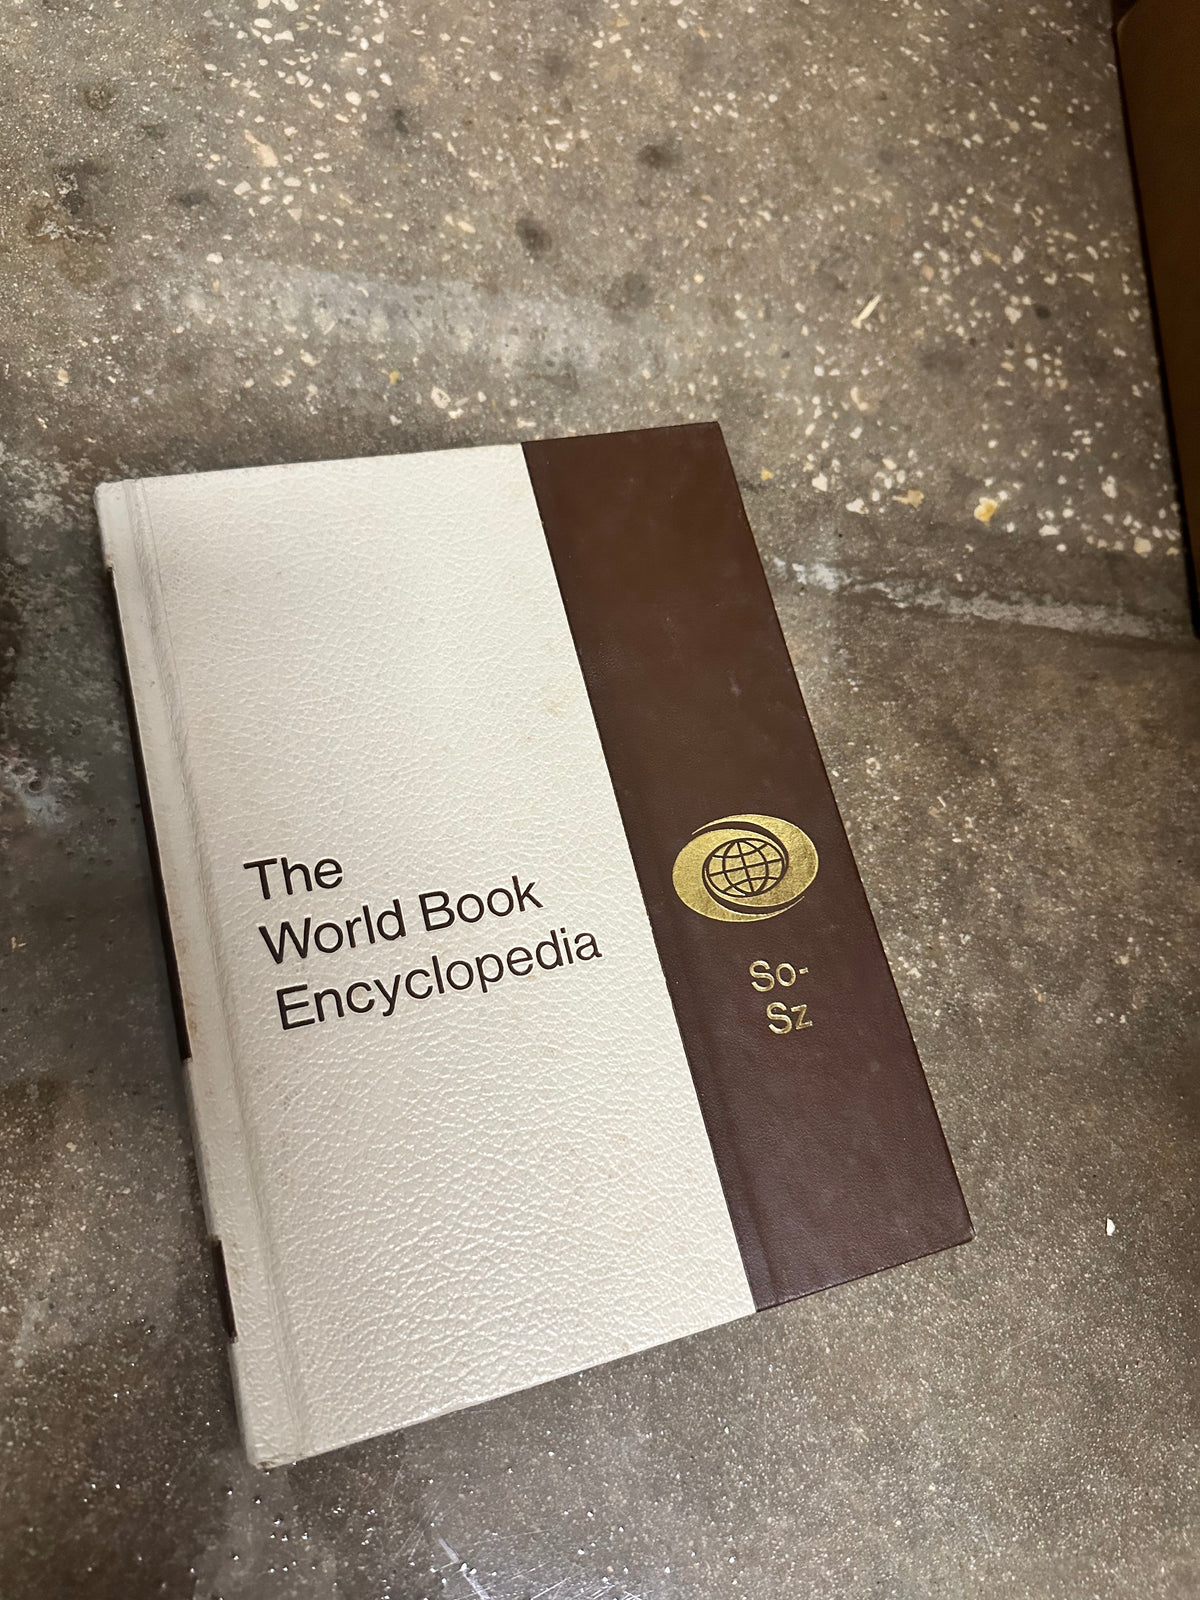 The
World Book
Encyclopedia
So-
Sz